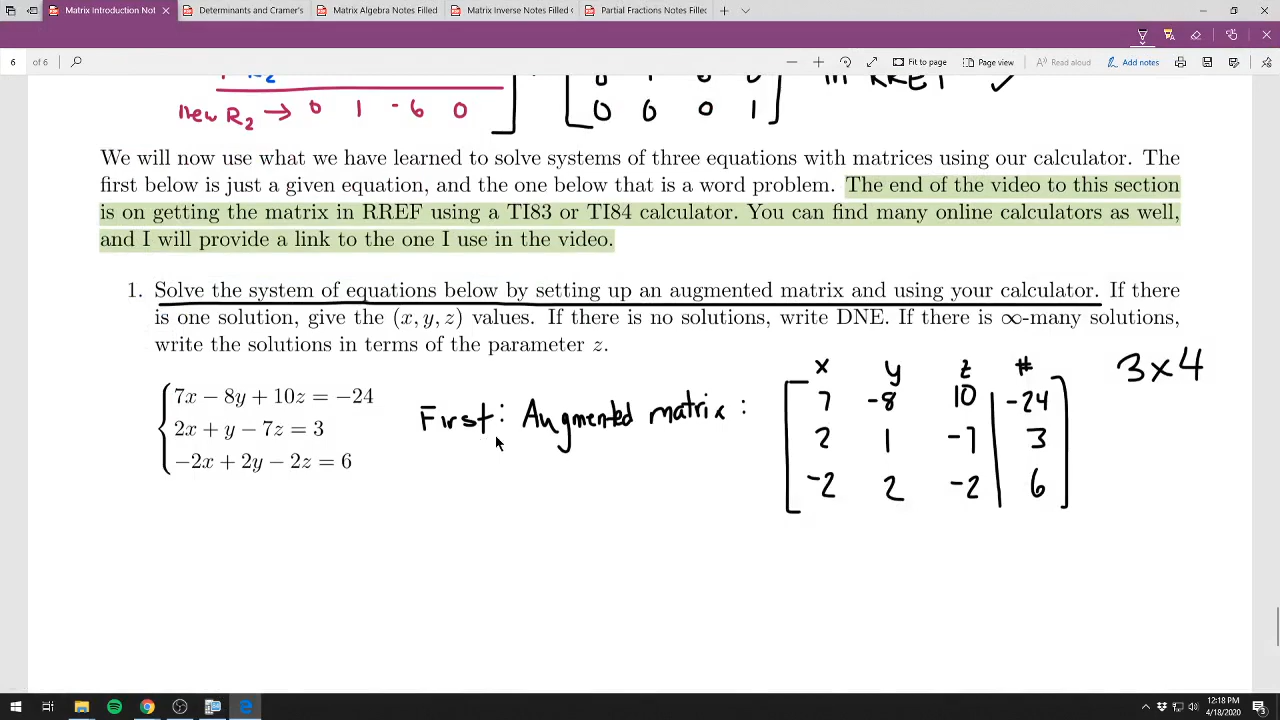 Matrix Introduction Not
Determinants and Cramer's
Matrix Algebra Notes Filled
Matrix Inverse Notes Filled
Partial Fractions Notes Filled
6 of 6
Fit to page
Page view
Read aloud
Add notes
R2
in RREF ✓
new R2 → 0 1 -6 0
0 0 0 1
We will now use what we have learned to solve systems of three equations with matrices using our calculator. The
first below is just a given equation, and the one below that is a word problem. The end of the video to this section
is on getting the matrix in RREF using a TI83 or TI84 calculator. You can find many online calculators as well,
and I will provide a link to the one I use in the video.
1. Solve the system of equations below by setting up an augmented matrix and using your calculator. If there
is one solution, give the (x, y, z) values. If there is no solutions, write DNE. If there is ∞-many solutions,
write the solutions in terms of the parameter z.
7x − 8y + 10z = −24
2x + y − 7z = 3
−2x + 2y − 2z = 6
First: Augmented matrix:
x y z #
7 -8 10 -24
2 1 -7 3
-2 2 -2 6
3x4
12:18 PM
4/18/2020